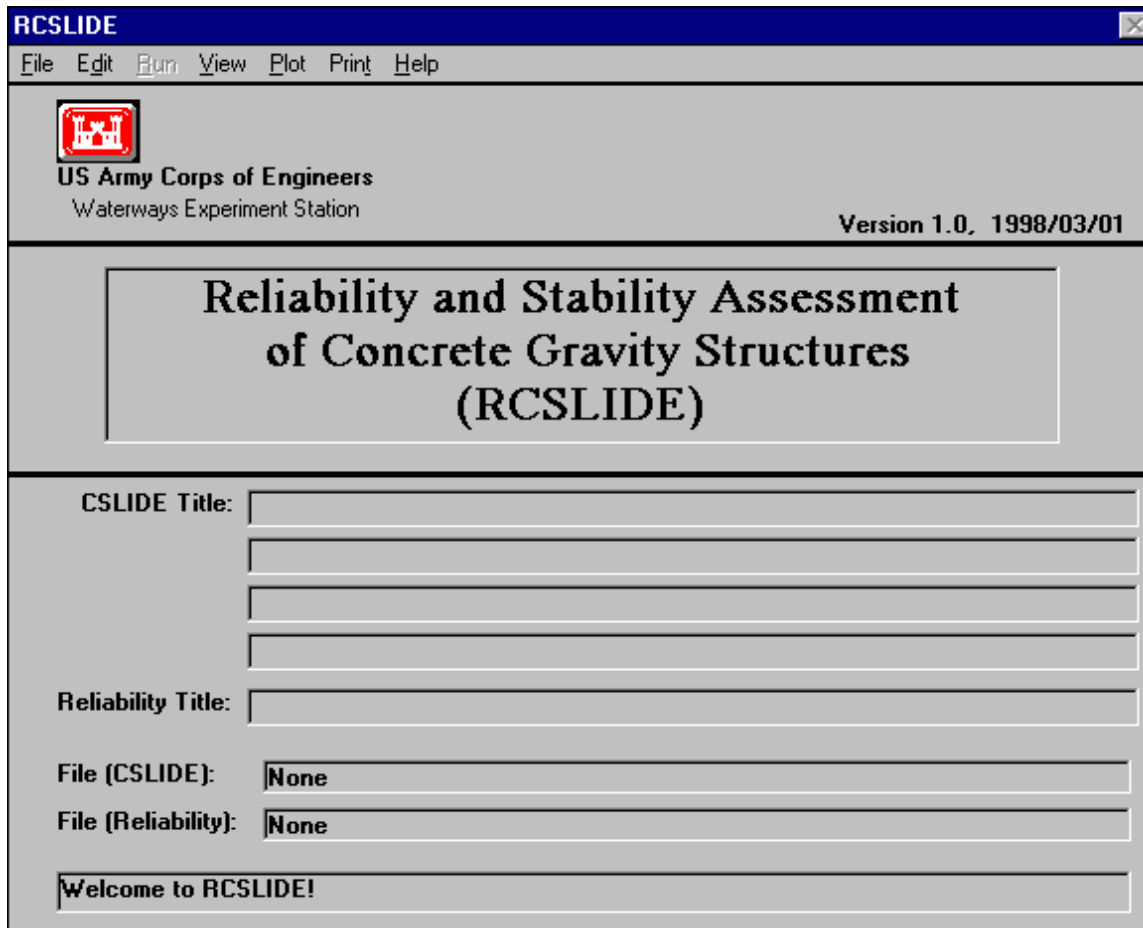 RCSLIDE
File Edit Run View Plot Print Help
US Army Corps of Engineers
Waterways Experiment Station
Version 1.0, 1998/03/01
Reliability and Stability Assessment
of Concrete Gravity Structures
(RCSLIDE)
CSLIDE Title:
Reliability Title:
File (CSLIDE): None
File (Reliability): None
Welcome to RCSLIDE!